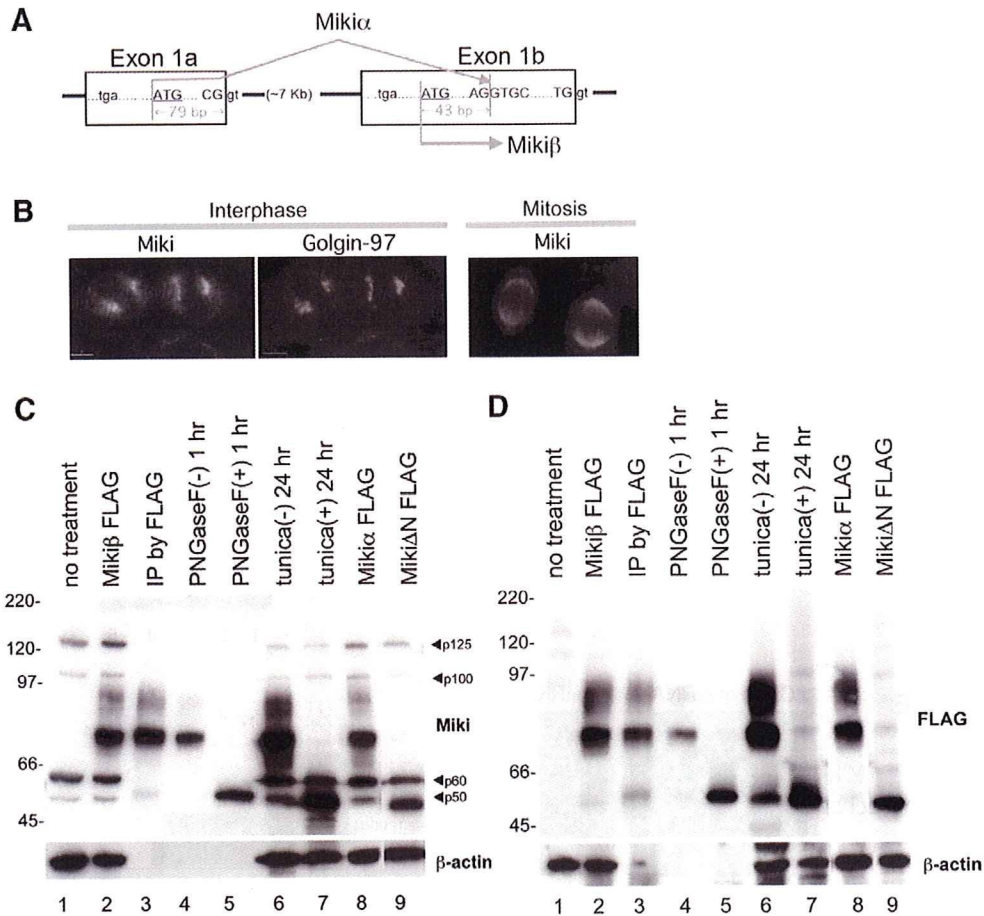 A
Mikiα
Exon 1a
Exon 1b
...tga........ATG.....CG gt
(~7 Kb)
...tga........ATG.....AGGTGC.....TG gt
←79 bp→
43 bp
Mikiβ
B
Interphase
Mitosis
Miki
Golgin-97
Miki
C
no treatment
Mikiβ FLAG
IP by FLAG
PNGaseF(-) 1 hr
PNGaseF(+) 1 hr
tunica(-) 24 hr
tunica(+) 24 hr
Mikiα FLAG
MikiΔN FLAG
220-
120-
97-
66-
45-
◀p125
◀p100
Miki
◀p60
◀p50
β-actin
1 2 3 4 5 6 7 8 9
D
no treatment
Mikiβ FLAG
IP by FLAG
PNGaseF(-) 1 hr
PNGaseF(+) 1 hr
tunica(-) 24 hr
tunica(+) 24 hr
Mikiα FLAG
MikiΔN FLAG
220-
120-
97-
66-
45-
FLAG
β-actin
1 2 3 4 5 6 7 8 9